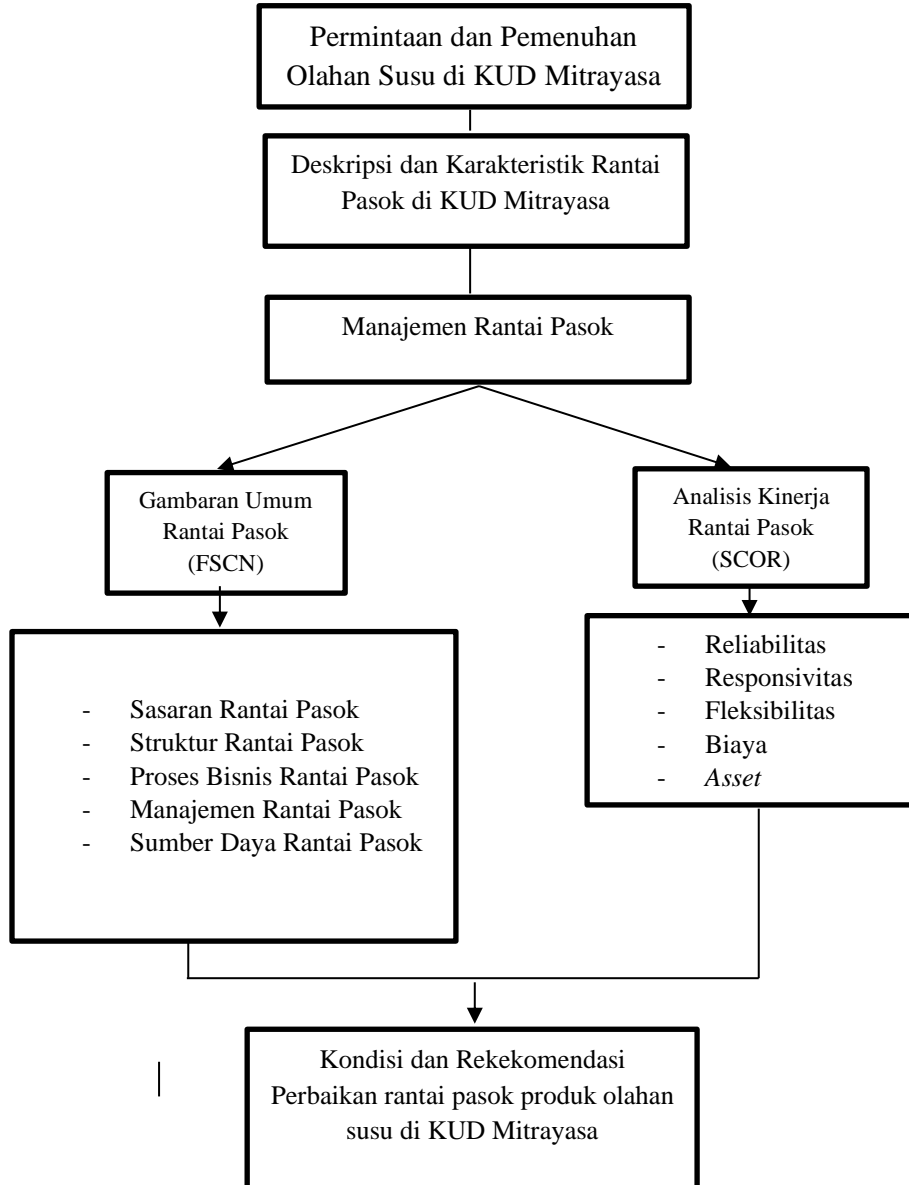 Permintaan dan Pemenuhan
Olahan Susu di KUD Mitrayasa
Deskripsi dan Karakteristik Rantai
Pasok di KUD Mitrayasa
Manajemen Rantai Pasok
Gambaran Umum
Rantai Pasok
(FSCN)
Analisis Kinerja
Rantai Pasok
(SCOR)
- Sasaran Rantai Pasok
- Struktur Rantai Pasok
- Proses Bisnis Rantai Pasok
- Manajemen Rantai Pasok
- Sumber Daya Rantai Pasok
- Reliabilitas
- Responsivitas
- Fleksibilitas
- Biaya
- Asset
Kondisi dan Rekekomendasi
Perbaikan rantai pasok produk olahan
susu di KUD Mitrayasa